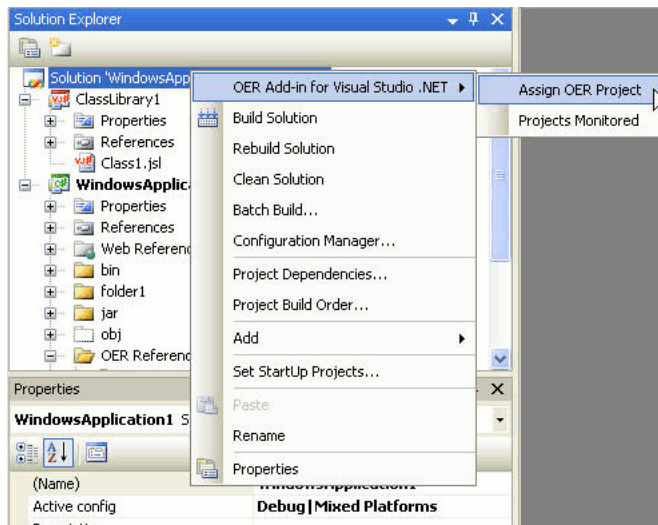 Solution Explorer
Solution 'WindowsApp
ClassLibrary1
Properties
References
Class1.jsl
WindowsApplic
Properties
References
Web Referenc
bin
folder1
jar
obj
OER Referenc
OER Add-in for Visual Studio .NET
Build Solution
Rebuild Solution
Clean Solution
Batch Build...
Configuration Manager...
Project Dependencies...
Project Build Order...
Add
Set StartUp Projects...
Paste
Rename
Properties
Assign OER Project
Projects Monitored
Properties
WindowsApplication1 S
(Name)
Active config
Debug|Mixed Platforms